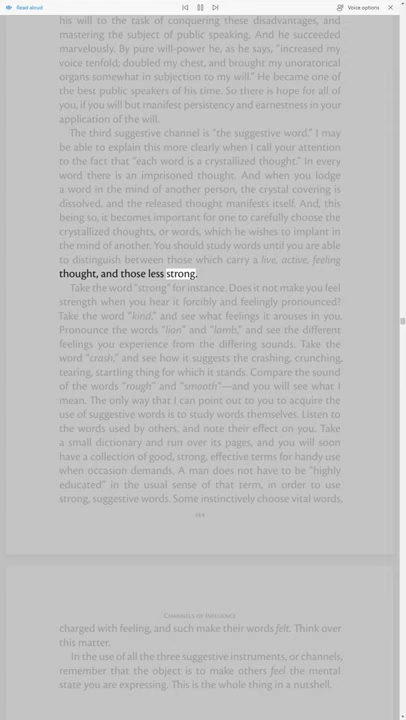 Read aloud
Voice options
his will to the task of conquering these disadvantages, and
mastering the subject of public speaking. And he succeeded
marvelously. By pure will-power he, as he says, "increased my
voice tenfold; doubled my chest, and brought my unoratorical
organs somewhat in subjection to my will." He became one of
the best public speakers of his time. So there is hope for all of
you, if you will but manifest persistency and earnestness in your
application of the will.
The third suggestive channel is "the suggestive word." I may
be able to explain this more clearly when I call your attention
to the fact that "each word is a crystallized thought." In every
word there is an imprisoned thought. And when you lodge
a word in the mind of another person, the crystal covering is
dissolved, and the released thought manifests itself. And, this
being so, it becomes important for one to carefully choose the
crystallized thoughts, or words, which he wishes to implant in
the mind of another. You should study words until you are able
to distinguish between those which carry a live, active, feeling
thought, and those less strong.
Take the word "strong" for instance. Does it not make you feel
strength when you hear it forcibly and feelingly pronounced?
Take the word "kind," and see what feelings it arouses in you.
Pronounce the words "lion" and "lamb," and see the different
feelings you experience from the differing sounds. Take the
word "crash," and see how it suggests the crashing, crunching,
tearing, startling thing for which it stands. Compare the sound
of the words "rough" and "smooth"—and you will see what I
mean. The only way that I can point out to you to acquire the
use of suggestive words is to study words themselves. Listen to
the words used by others, and note their effect on you. Take
a small dictionary and run over its pages, and you will soon
have a collection of good, strong, effective terms for handy use
when occasion demands. A man does not have to be "highly
educated" in the usual sense of that term, in order to use
strong, suggestive words. Some instinctively choose vital words,
Channels of Influence
charged with feeling, and such make their words felt. Think over
this matter.
In the use of all the three suggestive instruments, or channels,
remember that the object is to make others feel the mental
state you are expressing. This is the whole thing in a nutshell.